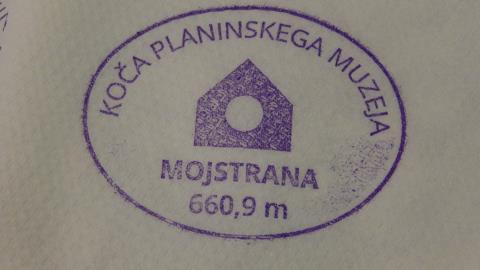 KOČA PLANINSKEGA MUZEJA
MOJSTRANA
660,9 m